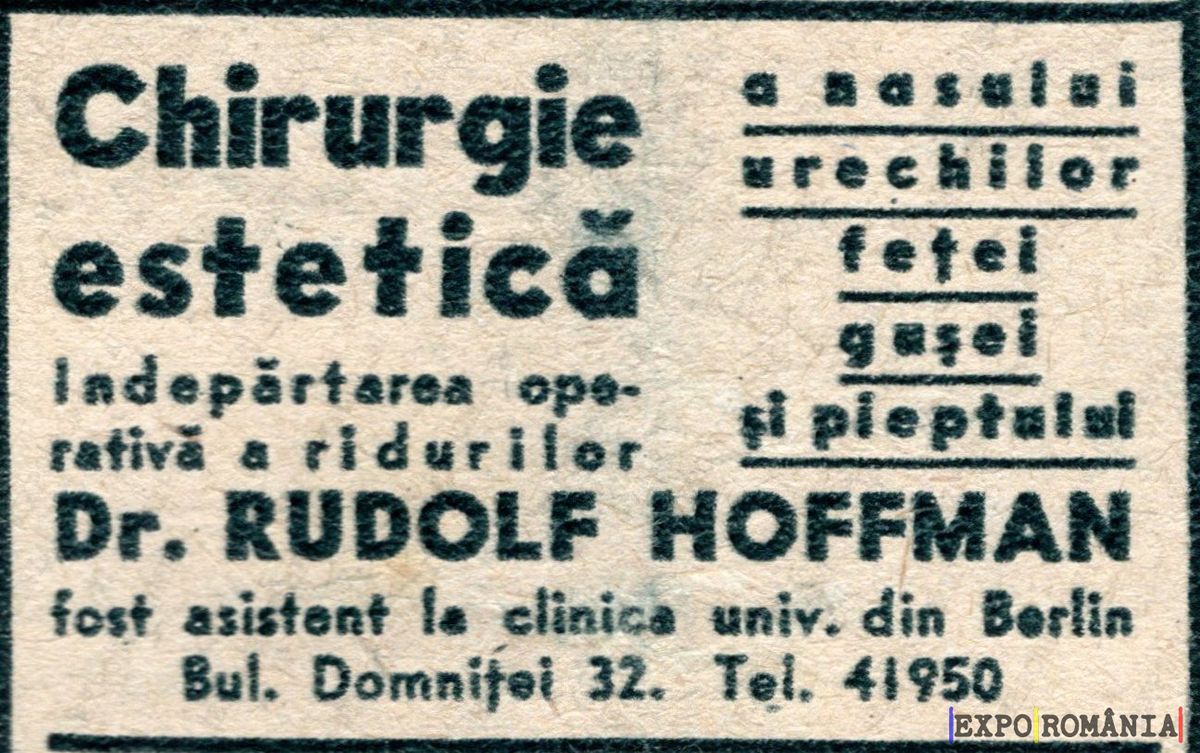 Chirurgie
estetică
Indepărtarea ope-
rativă a ridurilor
a nasului
urechilor
feței
gușei
și pieptului
Dr. RUDOLF HOFFMAN
fost asistent la clinica univ. din Berlin
Bul. Domniței 32. Tel. 41950
EXPO ROMÂNIA